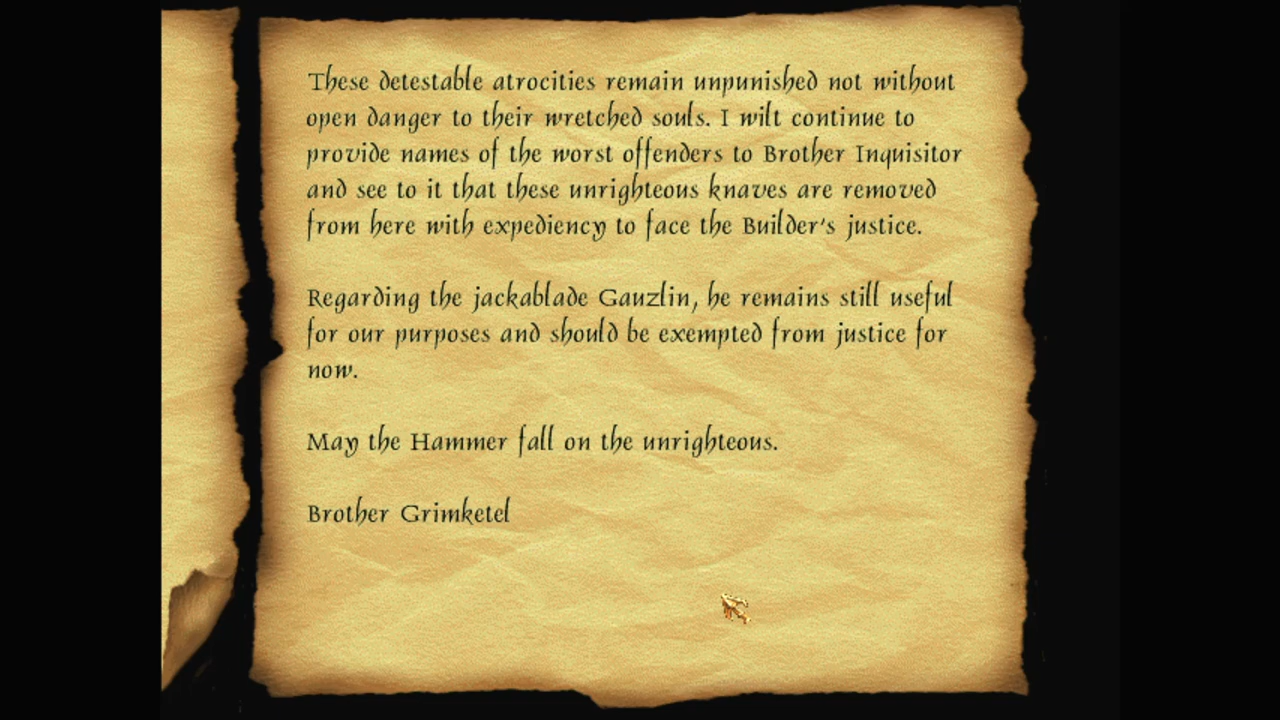 These detestable atrocities remain unpunished not without
open danger to their wretched souls. I wilt continue to
provide names of the worst offenders to Brother Inquisitor
and see to it that these unrighteous knaves are removed
from here with expediency to face the Builder's justice.
Regarding the jackablade Gauzlin, he remains still useful
for our purposes and should be exempted from justice for
now.
May the Hammer fall on the unrighteous.
Brother Grimketel